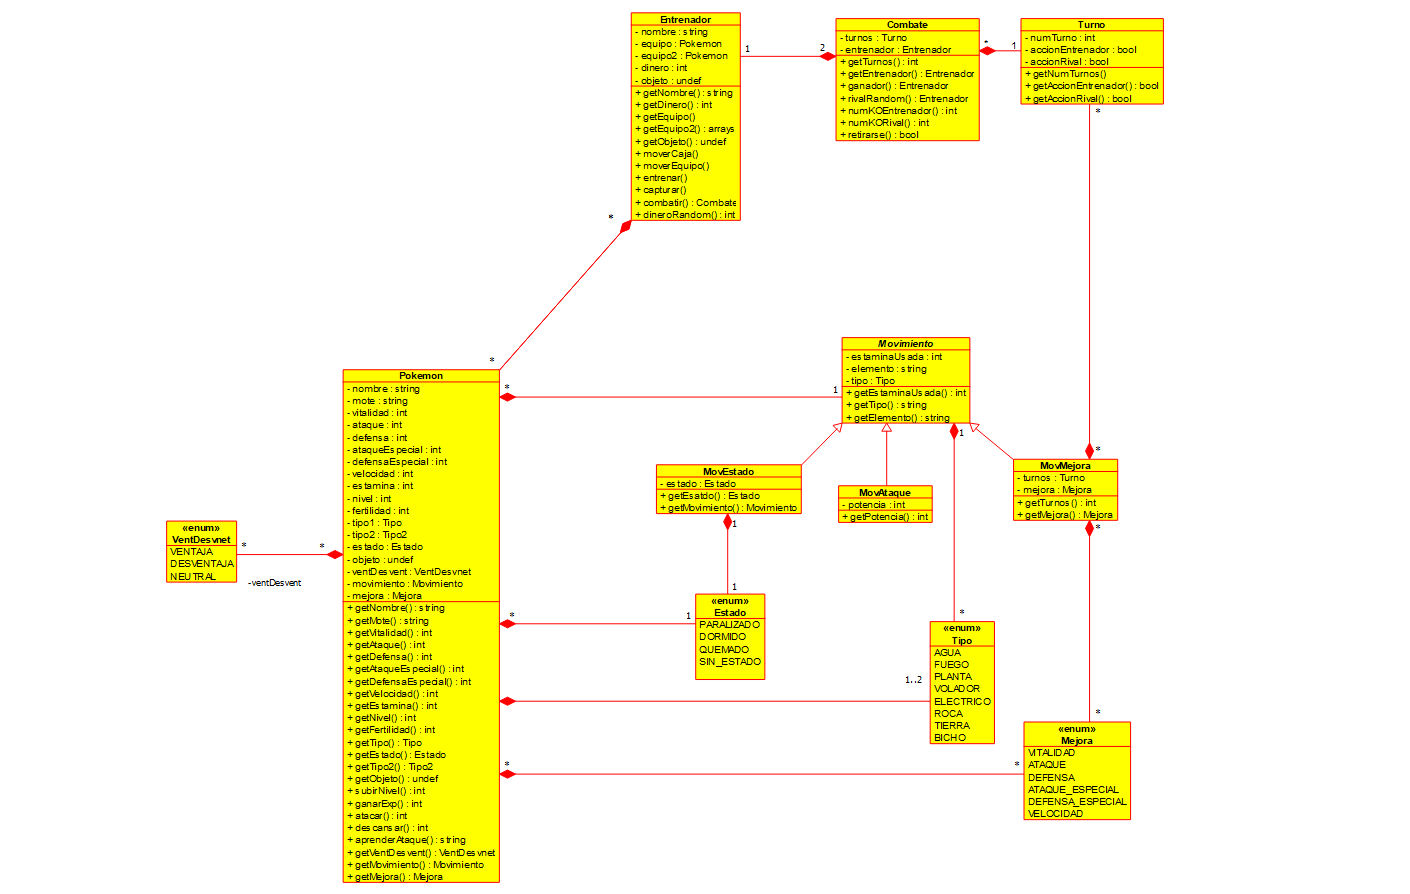 Entrenador
- nombre : string
- equipo : Pokemon
- equipo2 : Pokemon
- dinero : int
- objeto : undef
+ getNombre() : string
+ getDinero() : int
+ getEquipo()
+ getEquipo2() : arrays
+ getObjeto() : undef
+ moverCaja()
+ moverEquipo()
+ entrenar()
+ capturar()
+ combatir() : Combate
+ dineroRandom() : int
1
2
Combate
- turnos : Turno
- entrenador : Entrenador
+ getTurnos() : int
+ getEntrenador() : Entrenador
+ ganador() : Entrenador
+ rivalRandom() : Entrenador
+ numKOEntrenador() : int
+ numKORival() : int
+ retirarse() : bool
*
1
Turno
- numTurno : int
- accionEntrenador : bool
- accionRival : bool
+ getNumTurnos()
+ getAccionEntrenador() : bool
+ getAccionRival() : bool
*
*
*
Pokemon
- nombre : string
- mote : string
- vitalidad : int
- ataque : int
- defensa : int
- ataqueEspecial : int
- defensaEspecial : int
- velocidad : int
- estamina : int
- nivel : int
- fertilidad : int
- tipo1 : Tipo
- tipo2 : Tipo2
- estado : Estado
- objeto : undef
- ventDesvent : VentDesvnet
- movimiento : Movimiento
- mejora : Mejora
+ getNombre() : string
+ getMote() : string
+ getVitalidad() : int
+ getAtaque() : int
+ getDefensa() : int
+ getAtaqueEspecial() : int
+ getDefensaEspecial() : int
+ getVelocidad() : int
+ getEstamina() : int
+ getNivel() : int
+ getFertilidad() : int
+ getTipo() : Tipo
+ getEstado() : Estado
+ getTipo2() : Tipo2
+ getObjeto() : undef
+ subirNivel() : int
+ ganarExp() : int
+ atacar() : int
+ descansar() : int
+ aprenderAtaque() : string
+ getVentDesvent() : VentDesvnet
+ getMovimiento() : Movimiento
+ getMejora() : Mejora
«enum»
VentDesvnet
VENTAJA
DESVENTAJA
NEUTRAL
*
*
-ventDesvent
*
1
Movimiento
- estaminaUsada : int
- elemento : string
- tipo : Tipo
+ getEstaminaUsada() : int
+ getTipo() : string
+ getElemento() : string
1
MovEstado
- estado : Estado
+ getEsatdo() : Estado
+ getMovimiento() : Movimiento
1
MovAtaque
- potencia : int
+ getPotencia() : int
*
MovMejora
- turnos : Turno
- mejora : Mejora
+ getTurnos() : int
+ getMejora() : Mejora
*
1
«enum»
Estado
PARALIZADO
DORMIDO
QUEMADO
SIN_ESTADO
*
1
*
«enum»
Tipo
AGUA
FUEGO
PLANTA
VOLADOR
ELECTRICO
ROCA
TIERRA
BICHO
1..2
*
«enum»
Mejora
VITALIDAD
ATAQUE
DEFENSA
ATAQUE_ESPECIAL
DEFENSA_ESPECIAL
VELOCIDAD
*
*